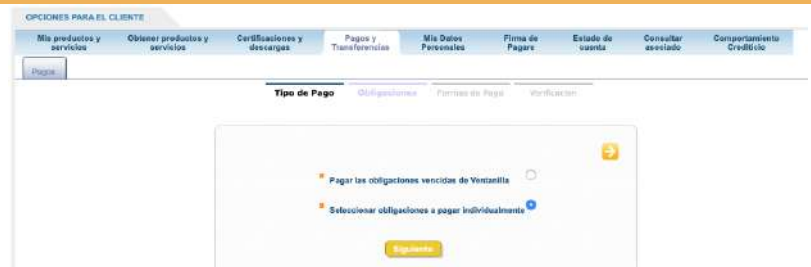 OPCIONES PARA EL CLIENTE
Mis productos y servicios
Obtener productos y servicios
Certificaciones y descargas
Pagos y Transferencias
Mis Datos Personales
Firma de Pagare
Estado de cuenta
Consultar asociado
Comportamiento Crediticio
Pagos
Tipo de Pago
Obligaciones
Formas de Pago
Verificacion
Pagar las obligaciones vencidas de Ventanilla
Seleccionar obligaciones a pagar individualmente
Siguiente